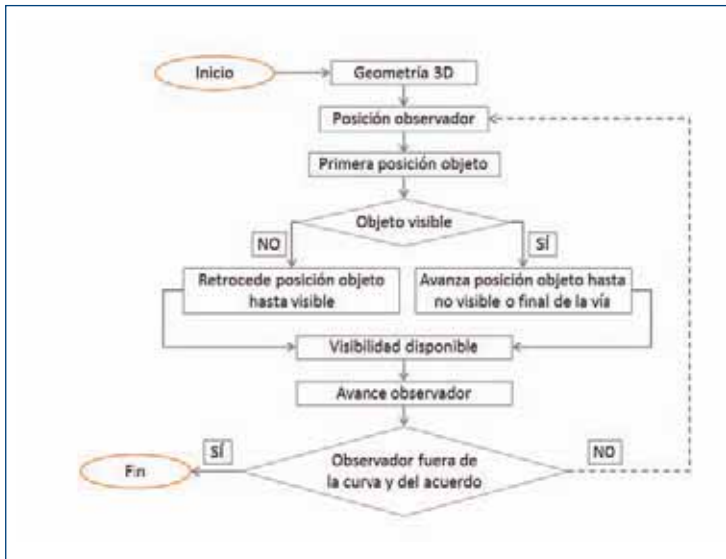 Inicio
Geometría 3D
Posición observador
Primera posición objeto
Objeto visible
NO
SÍ
Retrocede posición objeto
hasta visible
Avanza posición objeto hasta
no visible o final de la vía
Visibilidad disponible
Avance observador
SÍ
NO
Fin
Observador fuera de
la curva y del acuerdo